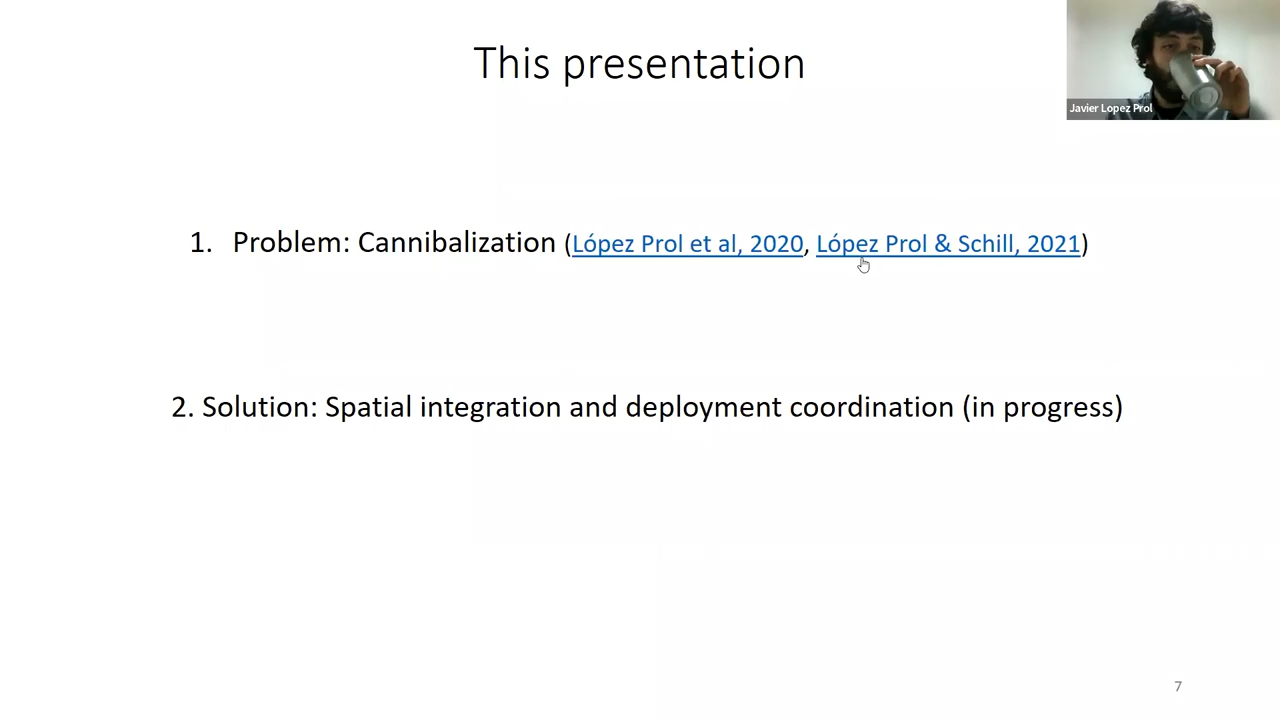 This presentation
Javier Lopez Prol
1. Problem: Cannibalization (López Prol et al, 2020, López Prol & Schill, 2021)
2. Solution: Spatial integration and deployment coordination (in progress)
7